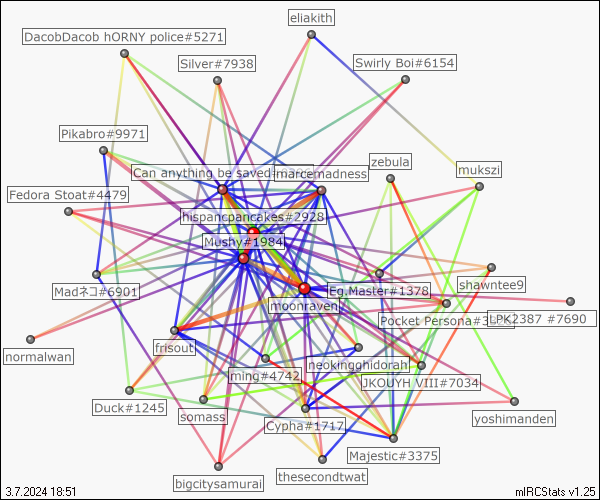 eliakith
DacobDacob hORNY police#5271
Silver#7938
Swirly Boi#6154
Pikabro#9971
zebula
mukszi
Can anything be saved
marcemadness
Fedora Stoat#4479
hispancpancakes#2928
Mushy#1984
Madネコ#6901
Eg.Master#1378
shawntee9
moonraven
Pocket Persona#3
LPK2387 #7690
normalwan
frisout
neokingghidorah
ming#4742
JKOUYH VIII#7034
Duck#1245
somass
Cypha#1717
yoshimanden
Majestic#3375
bigcitysamurai
thesecondtwat
3.7.2024 18:51
mIRCStats v1.25